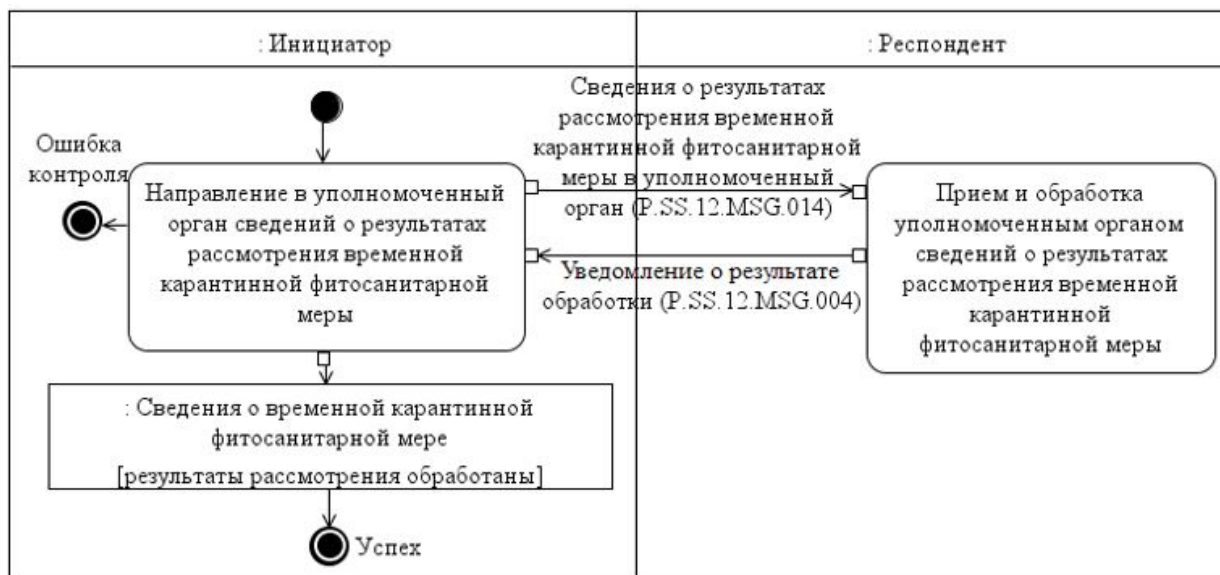 : Инициатор
: Респондент
Ошибка
контроля
Направление в уполномоченный
орган сведений о результатах
рассмотрения временной
карантинной фитосанитарной
меры
Сведения о результатах
рассмотрения временной
карантинной фитосанитарной
меры в уполномоченный
орган (P.SS.12.MSG.014)
Уведомление о результате
обработки (P.SS.12.MSG.004)
Прием и обработка
уполномоченным органом
сведений о результатах
рассмотрения временной
карантинной
фитосанитарной меры
: Сведения о временной карантинной
фитосанитарной мере
[результаты рассмотрения обработаны]
Успех